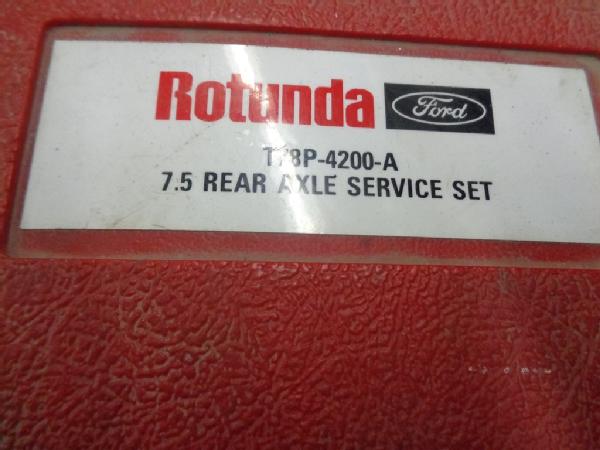 Rotunda Ford
T78P-4200-A
7.5 REAR AXLE SERVICE SET